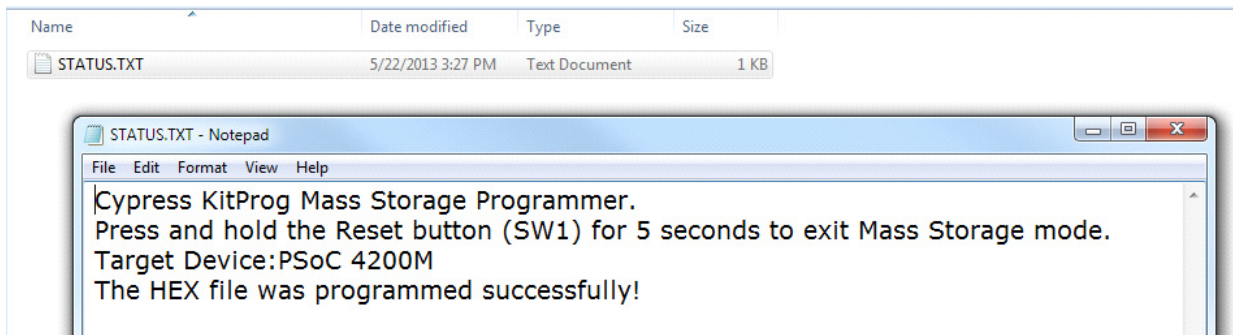 Name Date modified Type Size
STATUS.TXT 5/22/2013 3:27 PM Text Document 1 KB
STATUS.TXT - Notepad
File Edit Format View Help
Cypress KitProg Mass Storage Programmer.
Press and hold the Reset button (SW1) for 5 seconds to exit Mass Storage mode.
Target Device:PSoC 4200M
The HEX file was programmed successfully!